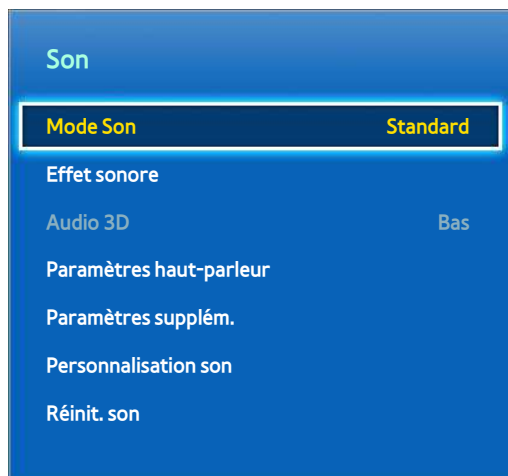 Son
Mode Son Standard
Effet sonore
Audio 3D Bas
Paramètres haut-parleur
Paramètres supplém.
Personnalisation son
Réinit. son